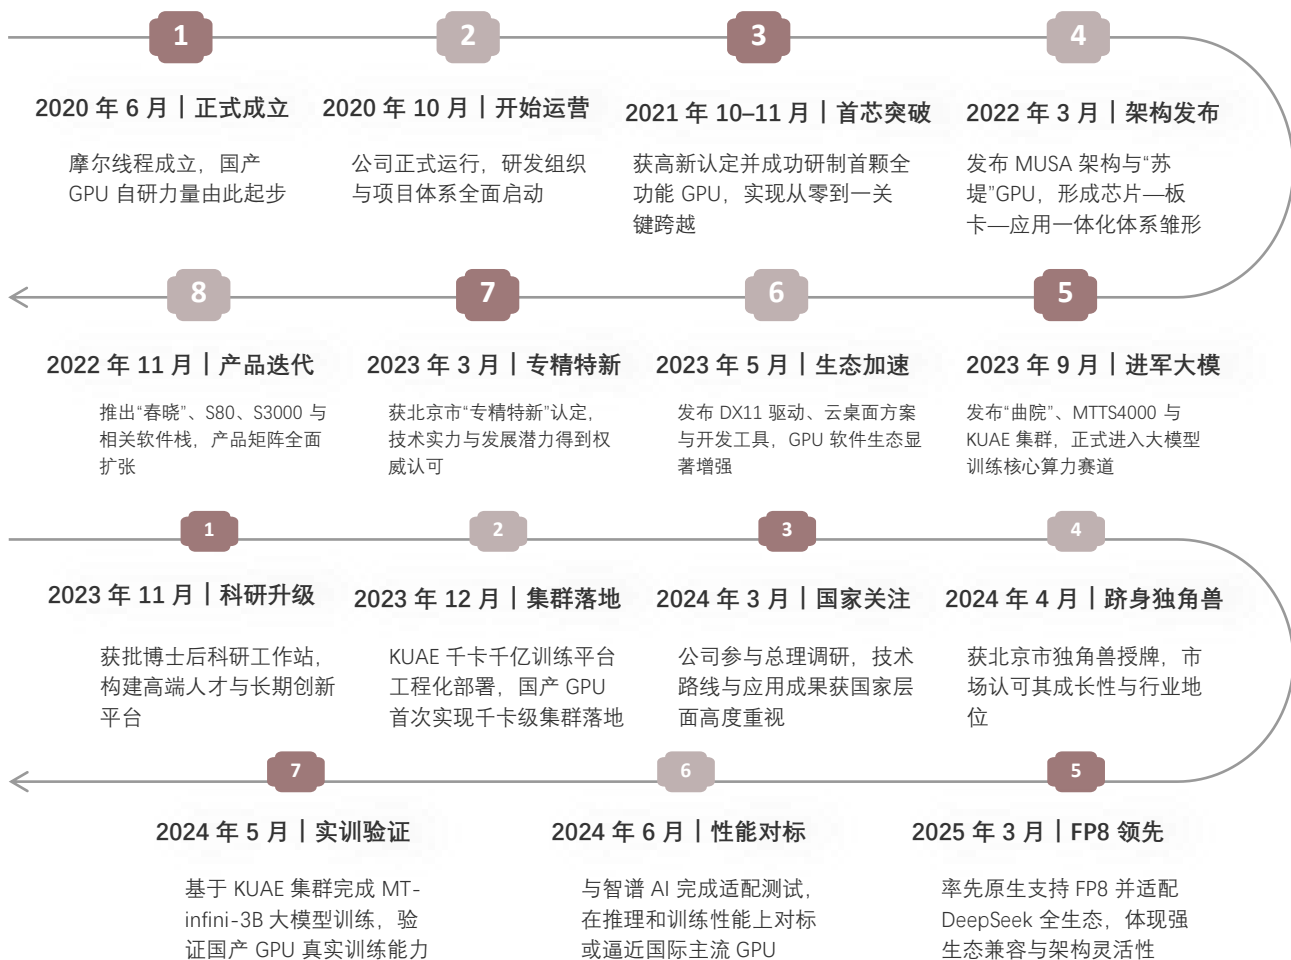 1
2020 年 6 月｜正式成立
摩尔线程成立，国产
GPU 自研力量由此起步
2
2020 年 10 月｜开始运营
公司正式运行，研发组织
与项目体系全面启动
3
2021 年 10–11 月｜首芯突破
获高新认定并成功研制首颗全
功能 GPU，实现从零到一关
键跨越
4
2022 年 3 月｜架构发布
发布 MUSA 架构与“苏
堤”GPU，形成芯片—板
卡—应用一体化体系雏形
8
2022 年 11 月｜产品迭代
推出“春晓”、S80、S3000 与
相关软件栈，产品矩阵全面
扩张
7
2023 年 3 月｜专精特新
获北京市“专精特新”认定，
技术实力与发展潜力得到权
威认可
6
2023 年 5 月｜生态加速
发布 DX11 驱动、云桌面方案
与开发工具，GPU 软件生态显
著增强
5
2023 年 9 月｜进军大模
发布“曲院”、MTTS4000 与
KUAE 集群，正式进入大模型
训练核心算力赛道
1
2023 年 11 月｜科研升级
获批博士后科研工作站，
构建高端人才与长期创新
平台
2
2023 年 12 月｜集群落地
KUAE 千卡千亿训练平台
工程化部署，国产 GPU
首次实现千卡级集群落地
3
2024 年 3 月｜国家关注
公司参与总理调研，技术
路线与应用成果获国家层
面高度重视
4
2024 年 4 月｜跻身独角兽
获北京市独角兽授牌，市
场认可其成长性与行业地
位
7
2024 年 5 月｜实训验证
基于 KUAE 集群完成 MT-
infini-3B 大模型训练，验
证国产 GPU 真实训练能力
6
2024 年 6 月｜性能对标
与智谱 AI 完成适配测试，
在推理和训练性能上对标
或逼近国际主流 GPU
5
2025 年 3 月｜FP8 领先
率先原生支持 FP8 并适配
DeepSeek 全生态，体现强
生态兼容与架构灵活性